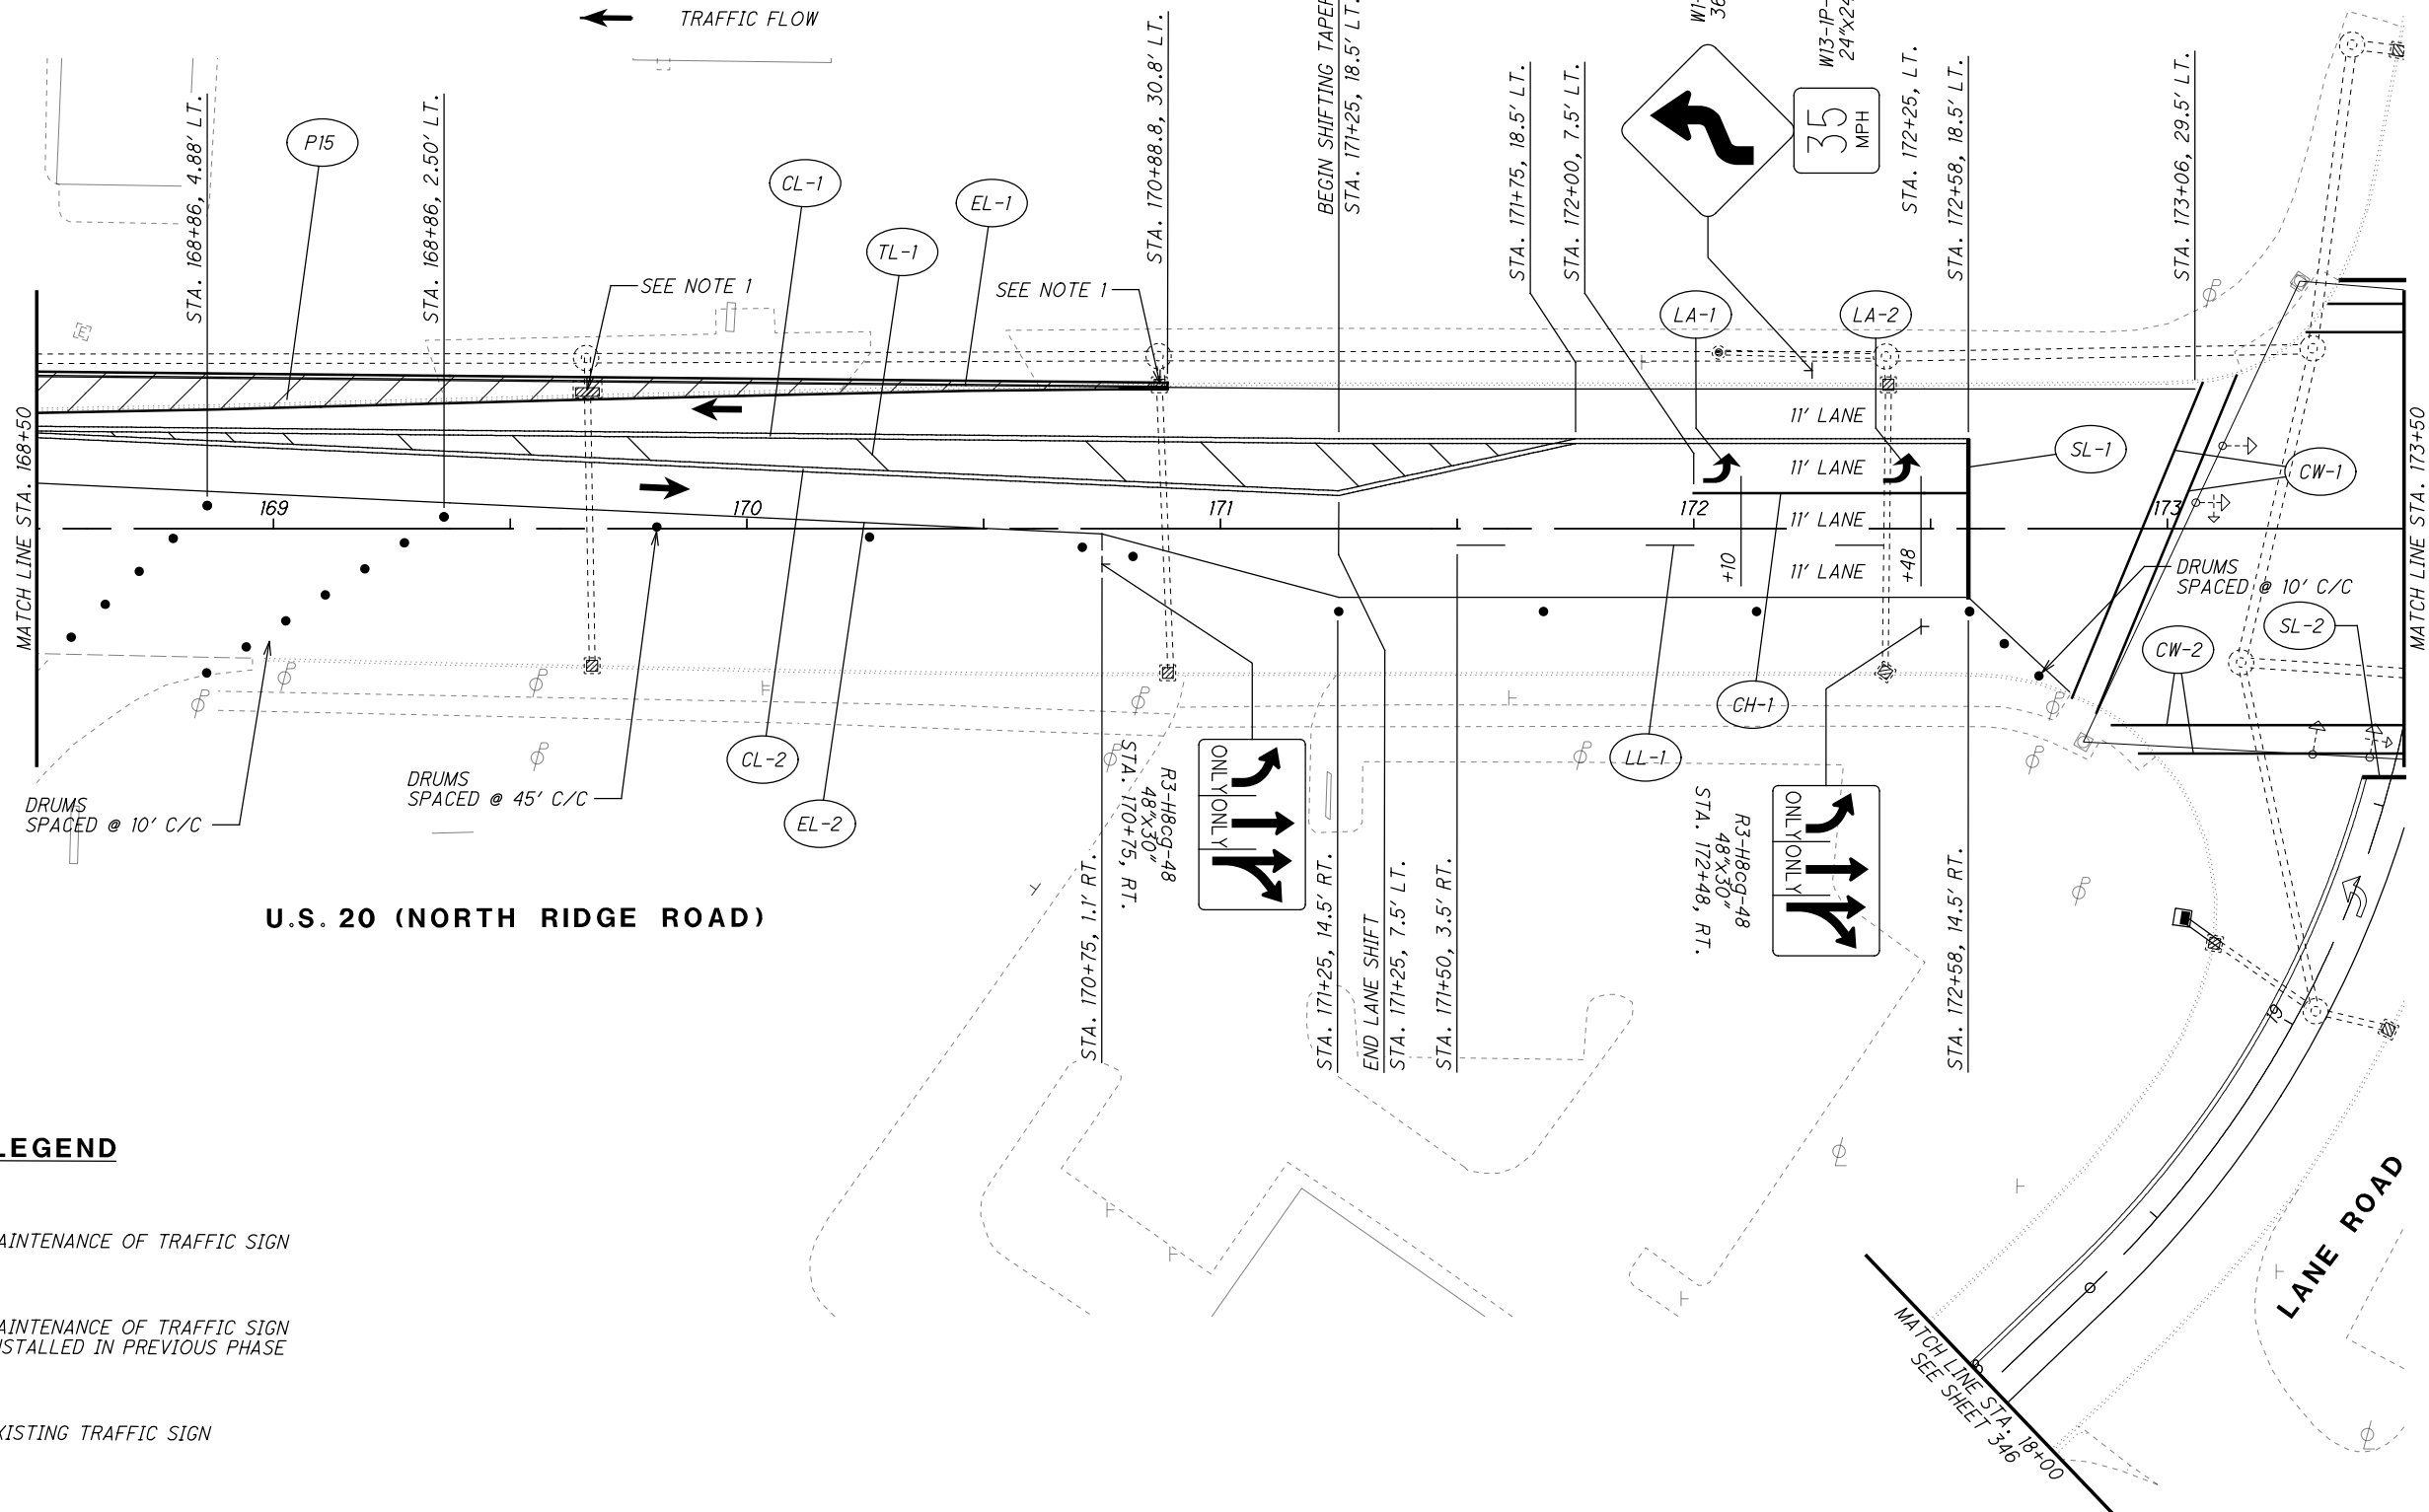 TRAFFIC FLOW
STA. 168+86, 4.88' LT.
P15
STA. 168+86, 2.50' LT.
CL-1
TL-1
EL-1
SEE NOTE 1
SEE NOTE 1
STA. 170+88.8, 30.8' LT.
BEGIN SHIFTING TAPER
STA. 171+25, 18.5' LT.
STA. 171+75, 18.5' LT.
STA. 172+00, 7.5' LT.
W13-1P-
24"x24
35
MPH
STA. 172+25, LT.
STA. 172+58, 18.5' LT.
STA. 173+06, 29.5' LT.
LA-1
LA-2
E
MATCH LINE STA. 168+50
11' LANE
11' LANE
11' LANE
11' LANE
SL-1
CW-1
MATCH LINE STA. 173+50
169
170
171
172
173
+10
+48
DRUMS
SPACED @ 10' C/C
SL-2
CW-2
CH-1
LL-1
CL-2
EL-2
DRUMS
SPACED @ 45' C/C
DRUMS
SPACED @ 10' C/C
U.S. 20 (NORTH RIDGE ROAD)
STA. 170+75, 1.1' RT.
R3-H8cg-48
48"x30"
STA. 170+75, RT.
ONLY
ONLY
STA. 171+25, 14.5' RT.
END LANE SHIFT
STA. 171+25, 7.5' LT.
STA. 171+50, 3.5' RT.
R3-H8cg-48
48"x30"
STA. 172+48, RT.
ONLY
ONLY
STA. 172+58, 14.5' RT.
19
8
LANE ROAD
MATCH LINE STA. 18+00
SEE SHEET 346
LEGEND
AINTENANCE OF TRAFFIC SIGN
AINTENANCE OF TRAFFIC SIGN
NSTALLED IN PREVIOUS PHASE
XISTING TRAFFIC SIGN